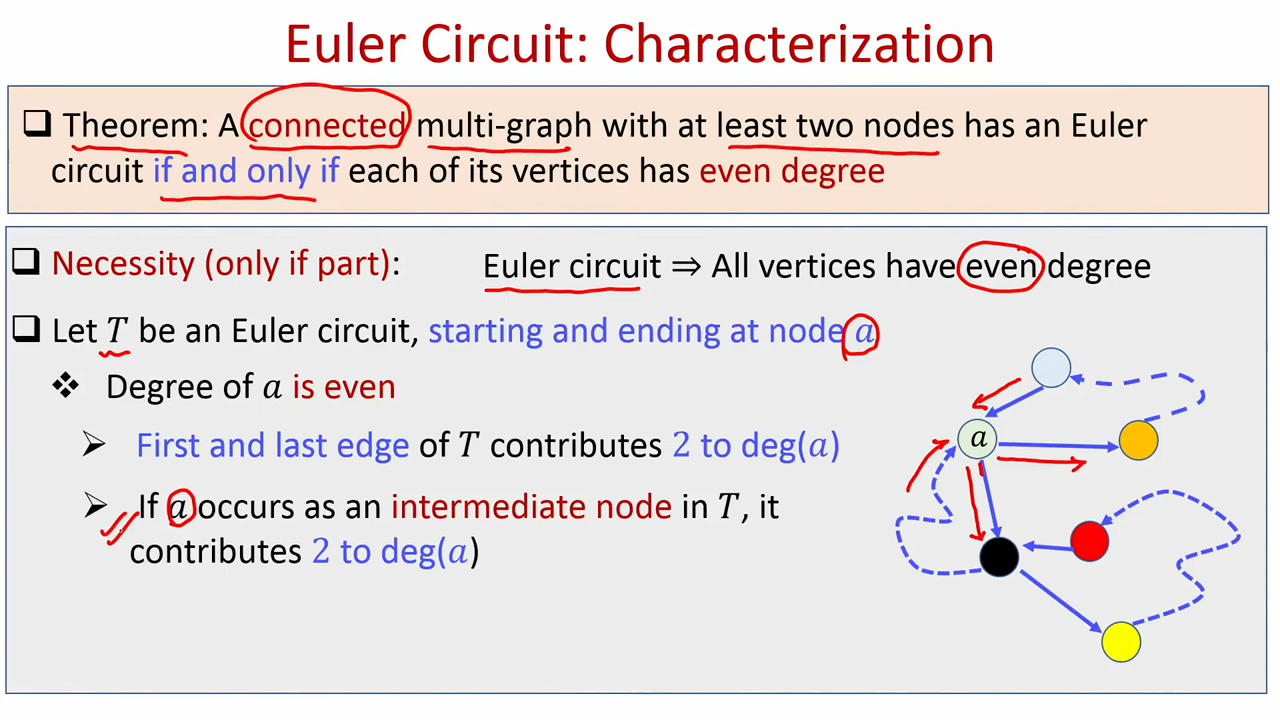 Euler Circuit: Characterization
❑ Theorem: A connected multi-graph with at least two nodes has an Euler
circuit if and only if each of its vertices has even degree
❑ Necessity (only if part): Euler circuit ⇒ All vertices have even degree
❑ Let T be an Euler circuit, starting and ending at node a
❖ Degree of a is even
➢ First and last edge of T contributes 2 to deg(a)
➢ If a occurs as an intermediate node in T, it
contributes 2 to deg(a)
a